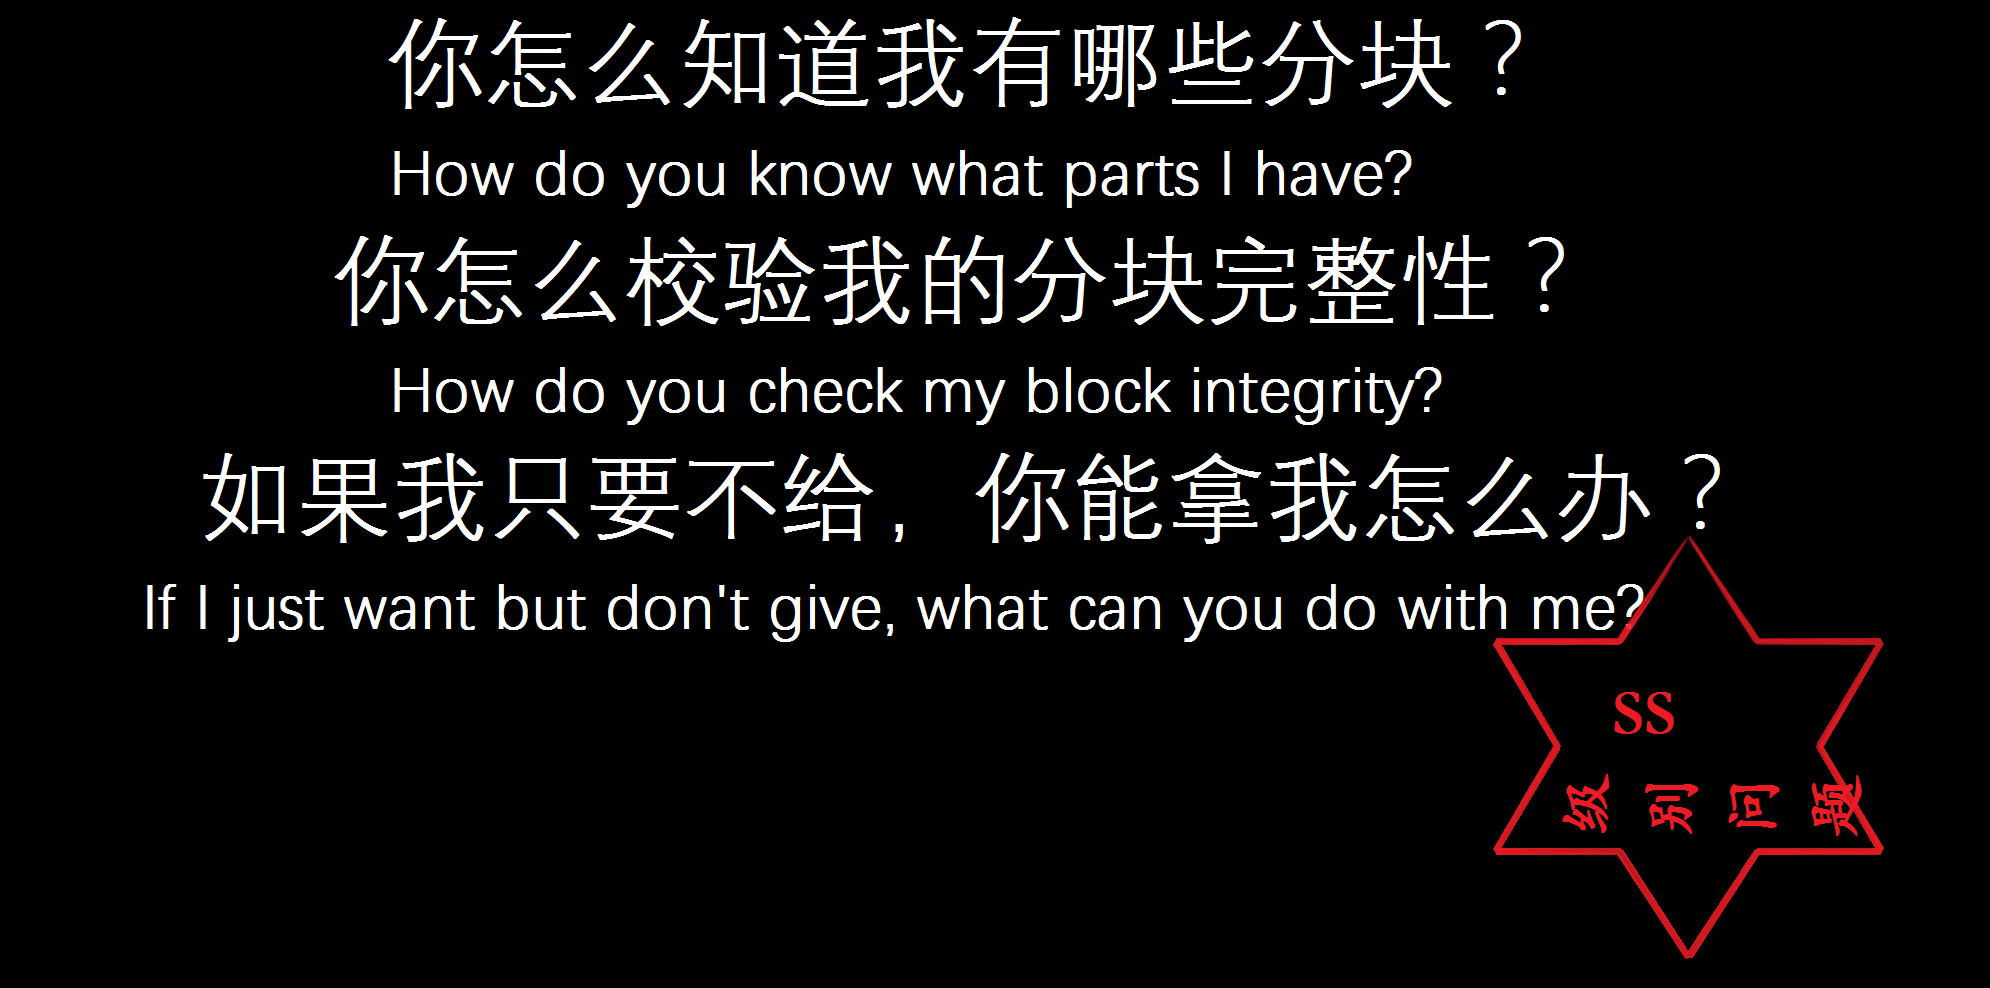 你怎么知道我有哪些分块？
How do you know what parts I have?
你怎么校验我的分块完整性？
How do you check my block integrity?
如果我只要不给，你能拿我怎么办？
If I just want but don't give, what can you do with me?
SS
级别问题